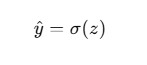 ŷ = σ(z)